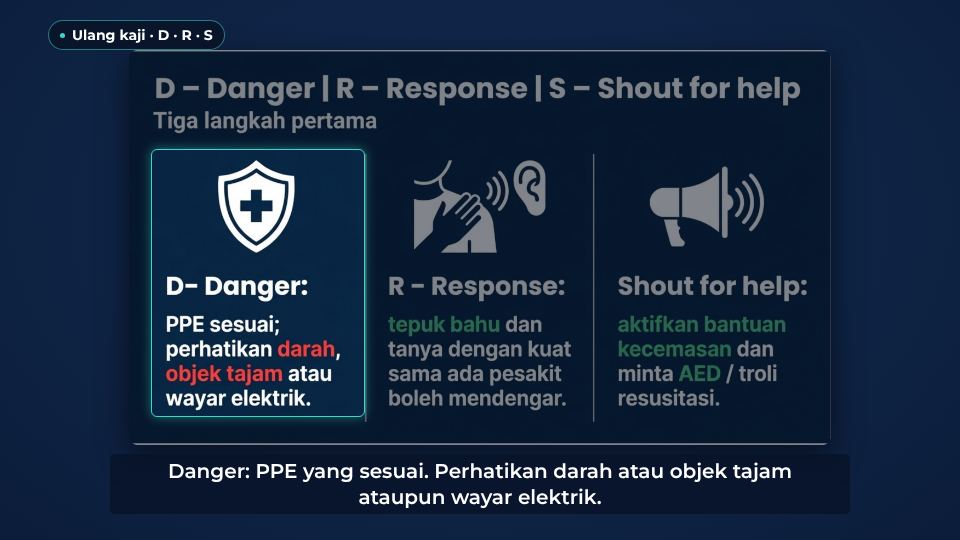 Ulang kaji · D · R · S
D – Danger | R – Response | S – Shout for help
Tiga langkah pertama
D– Danger:
PPE sesuai;
perhatikan darah,
objek tajam atau
wayar elektrik.
R – Response:
tepuk bahu dan
tanya dengan kuat
sama ada pesakit
boleh mendengar.
Shout for help:
aktifkan bantuan
kecemasan dan
minta AED / troli
resusitasi.
Danger: PPE yang sesuai. Perhatikan darah atau objek tajam
ataupun wayar elektrik.